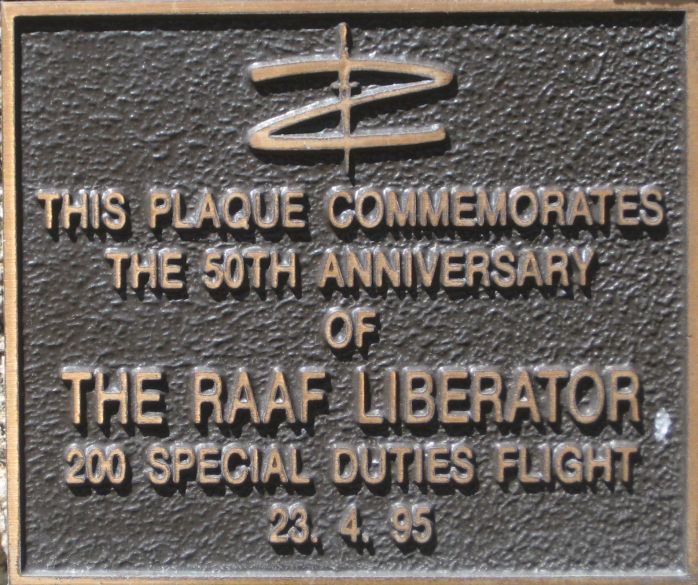 THIS PLAQUE COMMEMORATES
THE 50TH ANNIVERSARY
OF
THE RAAF LIBERATOR
200 SPECIAL DUTIES FLIGHT
23. 4. 95